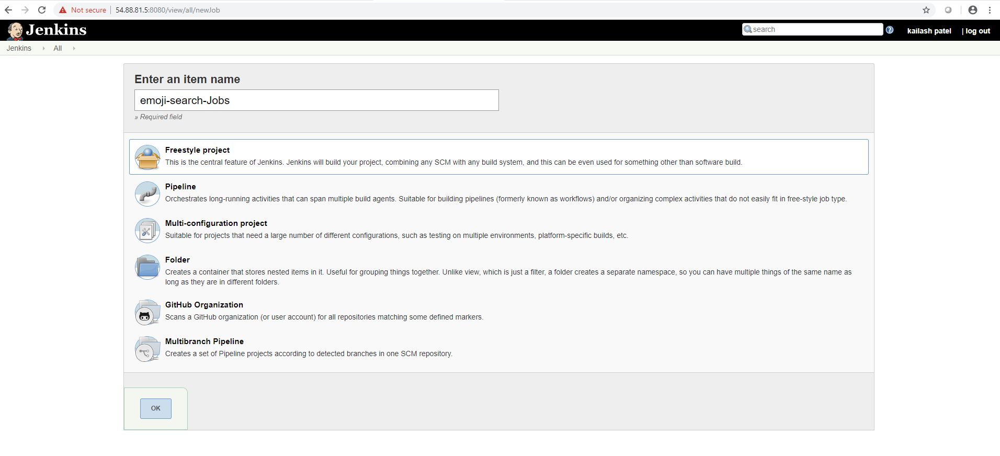 Not secure | 54.88.81.5:8080/view/all/newJob
Jenkins
search
kailash patel
| log out
Jenkins
All
Enter an item name
emoji-search-Jobs
» Required field
Freestyle project
This is the central feature of Jenkins. Jenkins will build your project, combining any SCM with any build system, and this can be even used for something other than software build.
Pipeline
Orchestrates long-running activities that can span multiple build agents. Suitable for building pipelines (formerly known as workflows) and/or organizing complex activities that do not easily fit in free-style job type.
Multi-configuration project
Suitable for projects that need a large number of different configurations, such as testing on multiple environments, platform-specific builds, etc.
Folder
Creates a container that stores nested items in it. Useful for grouping things together. Unlike view, which is just a filter, a folder creates a separate namespace, so you can have multiple things of the same name as
long as they are in different folders.
GitHub Organization
Scans a GitHub organization (or user account) for all repositories matching some defined markers.
Multibranch Pipeline
Creates a set of Pipeline projects according to detected branches in one SCM repository.
OK